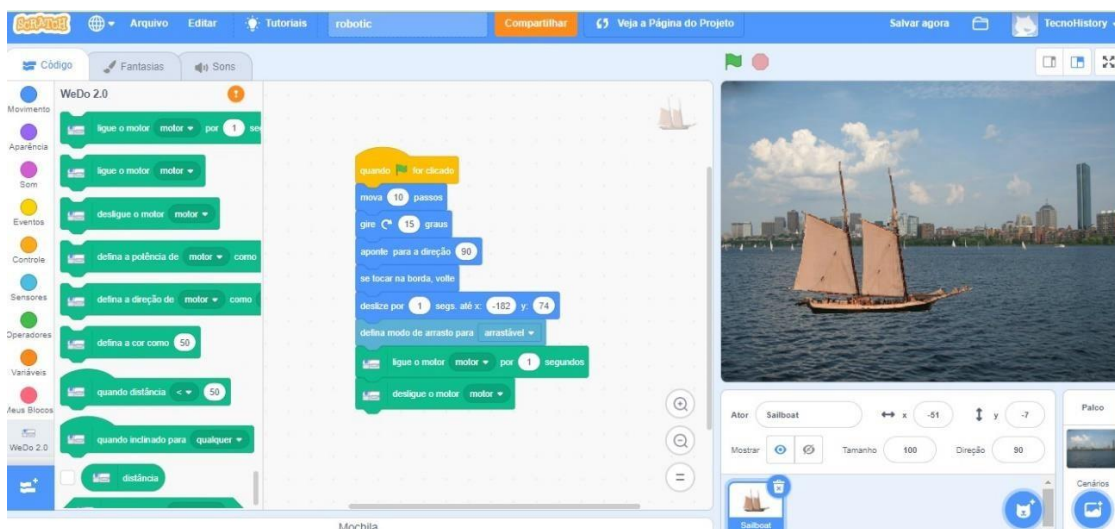 SCRATCH Arquivo Editar Tutoriais robotic Compartilhar Veja a Página do Projeto Salvar agora TecnoHistory
Código Fantasias Sons
Movimento
Aparência
Som
Eventos
Controle
Sensores
Operadores
Variáveis
Meus Blocos
WeDo 2.0
WeDo 2.0
ligue o motor motor por 1 se
ligue o motor motor
desligue o motor motor
defina a potência de motor como
defina a direção de motor como
defina a cor como 50
quando distância < 50
quando inclinado para qualquer
distância
quando for clicado
mova 10 passos
gire 15 graus
aponte para a direção 90
se tocar na borda, volte
deslize por 1 segs. até x: -182 y: 74
defina modo de arrasto para arrastável
ligue o motor motor por 1 segundos
desligue o motor motor
Mochila
Ator Sailboat x -51 y -7
Mostrar Tamanho 100 Direção 90
Sailboat
Palco
Cenários